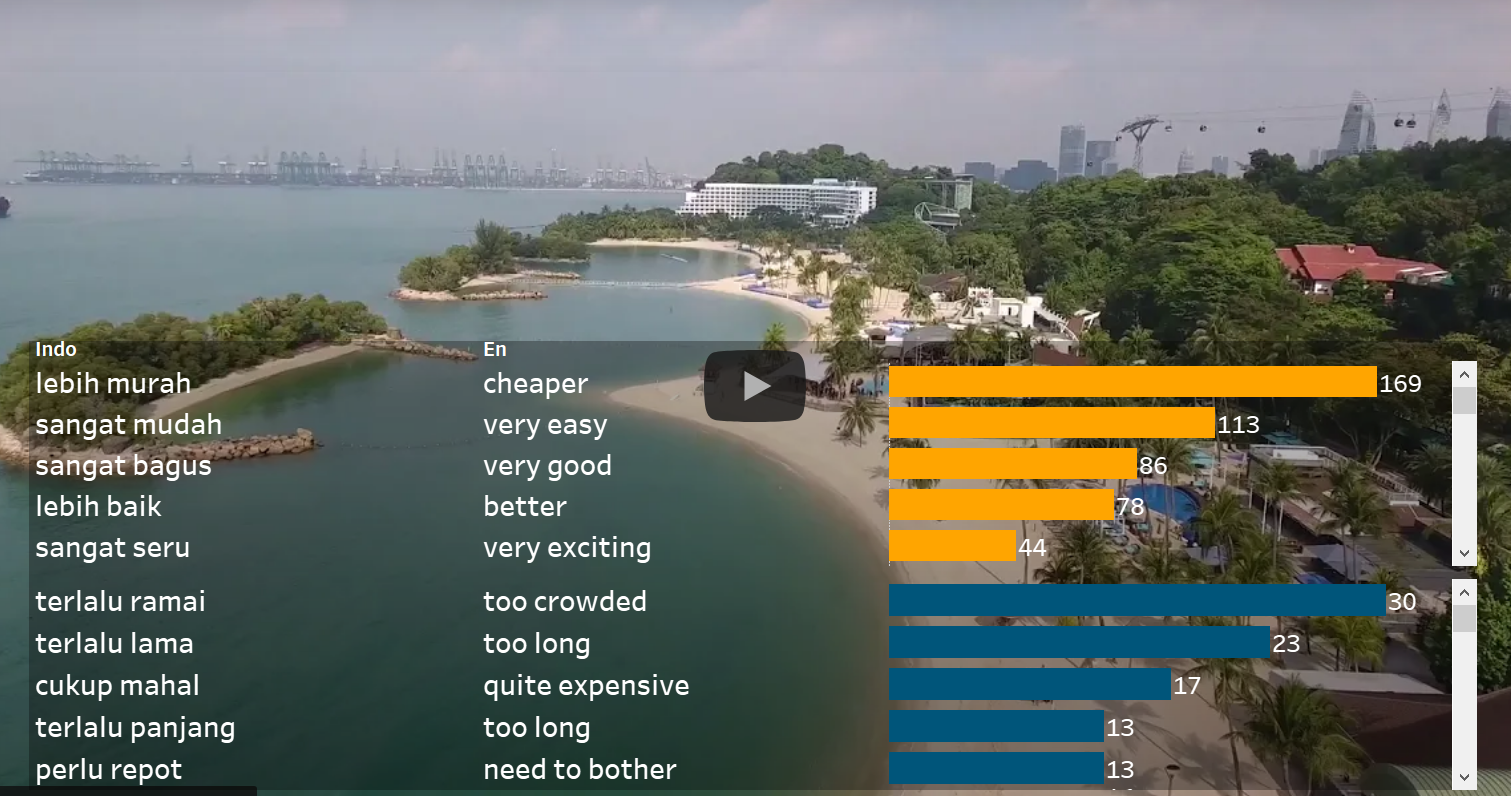 Indo En
lebih murah cheaper 169
sangat mudah very easy 113
sangat bagus very good 86
lebih baik better 78
sangat seru very exciting 44
terlalu ramai too crowded 30
terlalu lama too long 23
cukup mahal quite expensive 17
terlalu panjang too long 13
perlu repot need to bother 13